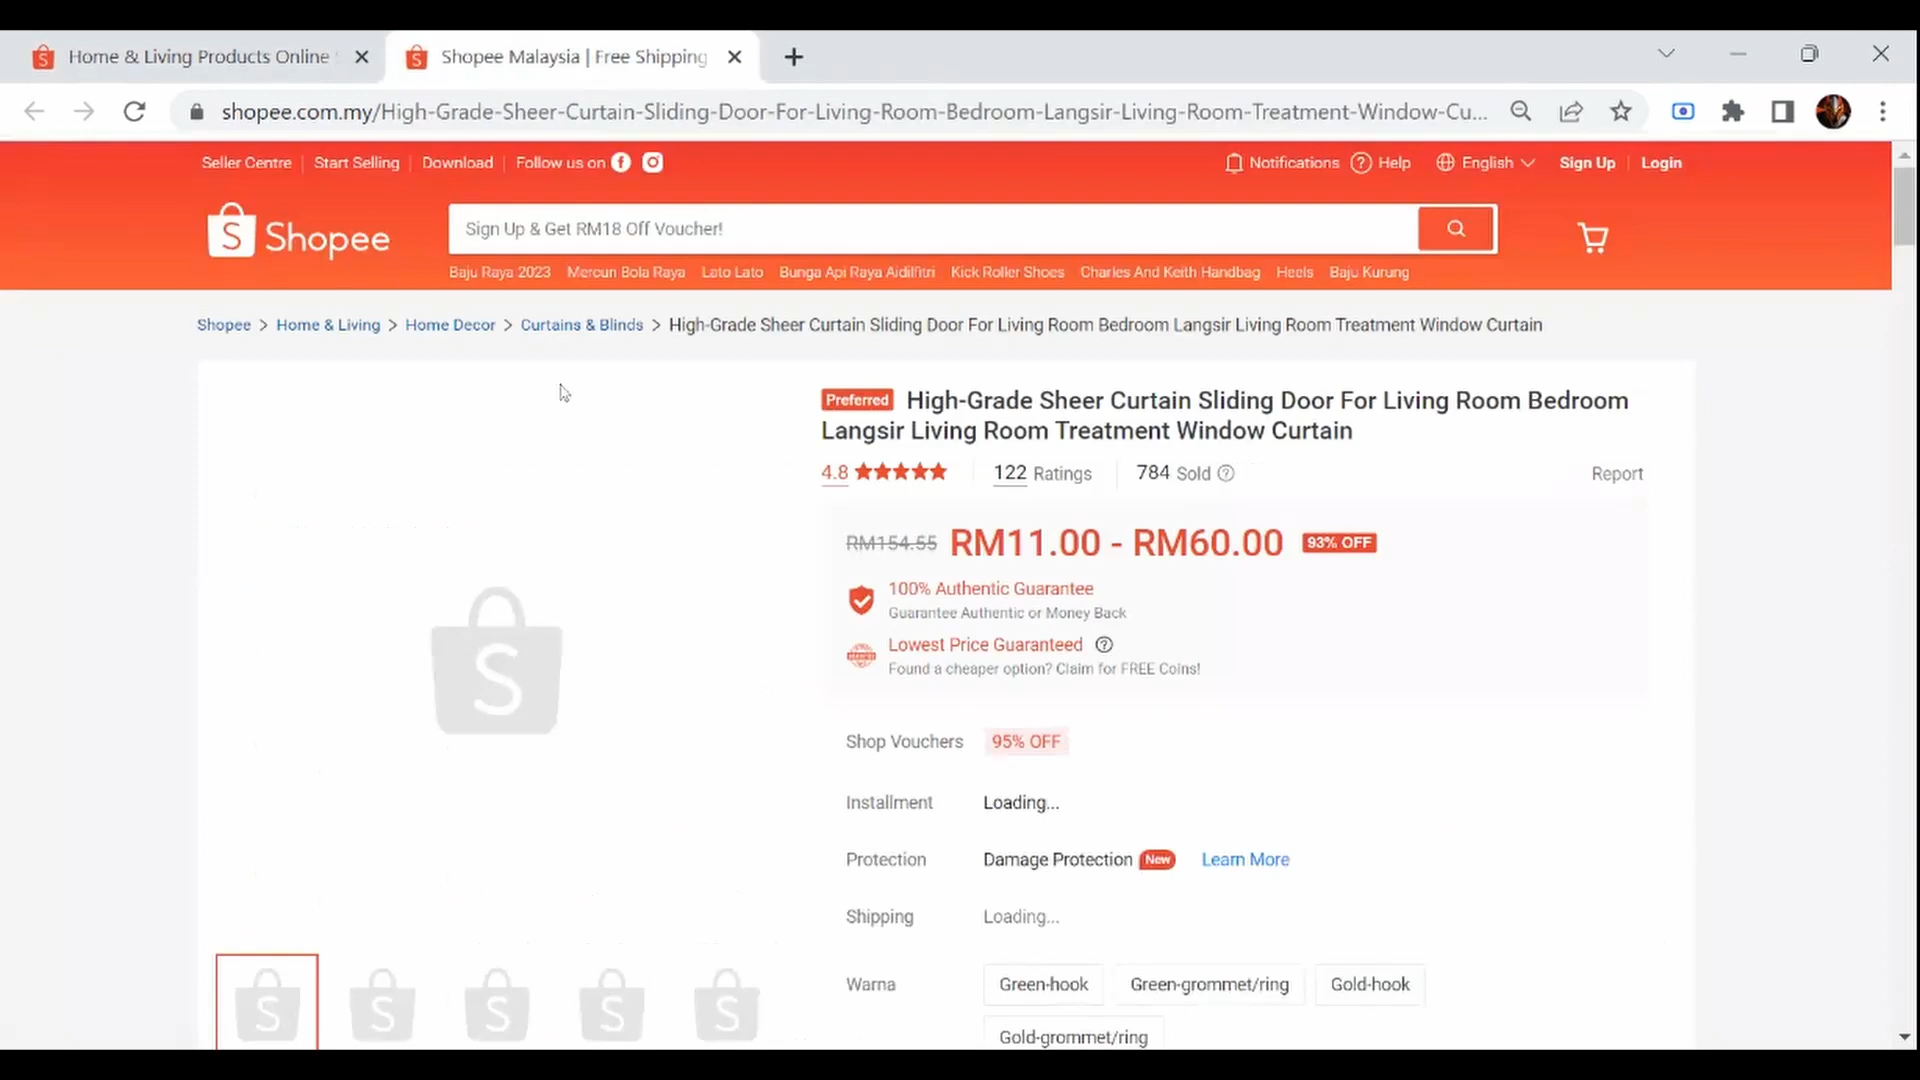 Home & Living Products Online
Shopee Malaysia | Free Shipping
shopee.com.my/High-Grade-Sheer-Curtain-Sliding-Door-For-Living-Room-Bedroom-Langsir-Living-Room-Treatment-Window-Cu...
Seller Centre | Start Selling | Download | Follow us on
Notifications Help English Sign Up | Login
Shopee
Sign Up & Get RM18 Off Voucher!
Baju Raya 2023 Mercun Bola Raya Lato Lato Bunga Api Raya Aidilfitri Kick Roller Shoes Charles And Keith Handbag Heels Baju Kurung
Shopee > Home & Living > Home Decor > Curtains & Blinds > High-Grade Sheer Curtain Sliding Door For Living Room Bedroom Langsir Living Room Treatment Window Curtain
Preferred High-Grade Sheer Curtain Sliding Door For Living Room Bedroom
Langsir Living Room Treatment Window Curtain
4.8 122 Ratings 784 Sold Report
RM154.55 RM11.00 - RM60.00 93% OFF
100% Authentic Guarantee
Guarantee Authentic or Money Back
Lowest Price Guaranteed
Found a cheaper option? Claim for FREE Coins!
Shop Vouchers 95% OFF
Installment Loading...
Protection Damage Protection New Learn More
Shipping Loading...
Warna Green-hook Green-grommet/ring Gold-hook
Gold-grommet/ring